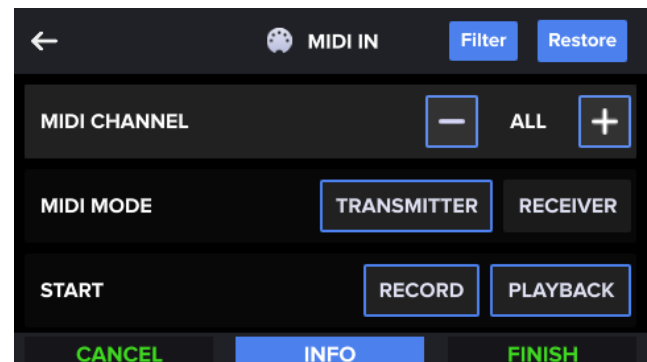 MIDI IN Filter Restore
MIDI CHANNEL ALL
MIDI MODE TRANSMITTER RECEIVER
START RECORD PLAYBACK
CANCEL INFO FINISH